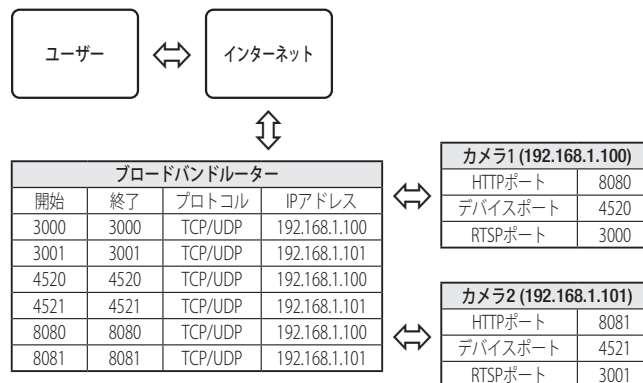 ユーザー
インターネット
ブロードバンドルーター
開始 終了 プロトコル IPアドレス
3000 3000 TCP/UDP 192.168.1.100
3001 3001 TCP/UDP 192.168.1.101
4520 4520 TCP/UDP 192.168.1.100
4521 4521 TCP/UDP 192.168.1.101
8080 8080 TCP/UDP 192.168.1.100
8081 8081 TCP/UDP 192.168.1.101
カメラ1 (192.168.1.100)
HTTPポート 8080
デバイスポート 4520
RTSPポート 3000
カメラ2 (192.168.1.101)
HTTPポート 8081
デバイスポート 4521
RTSPポート 3001